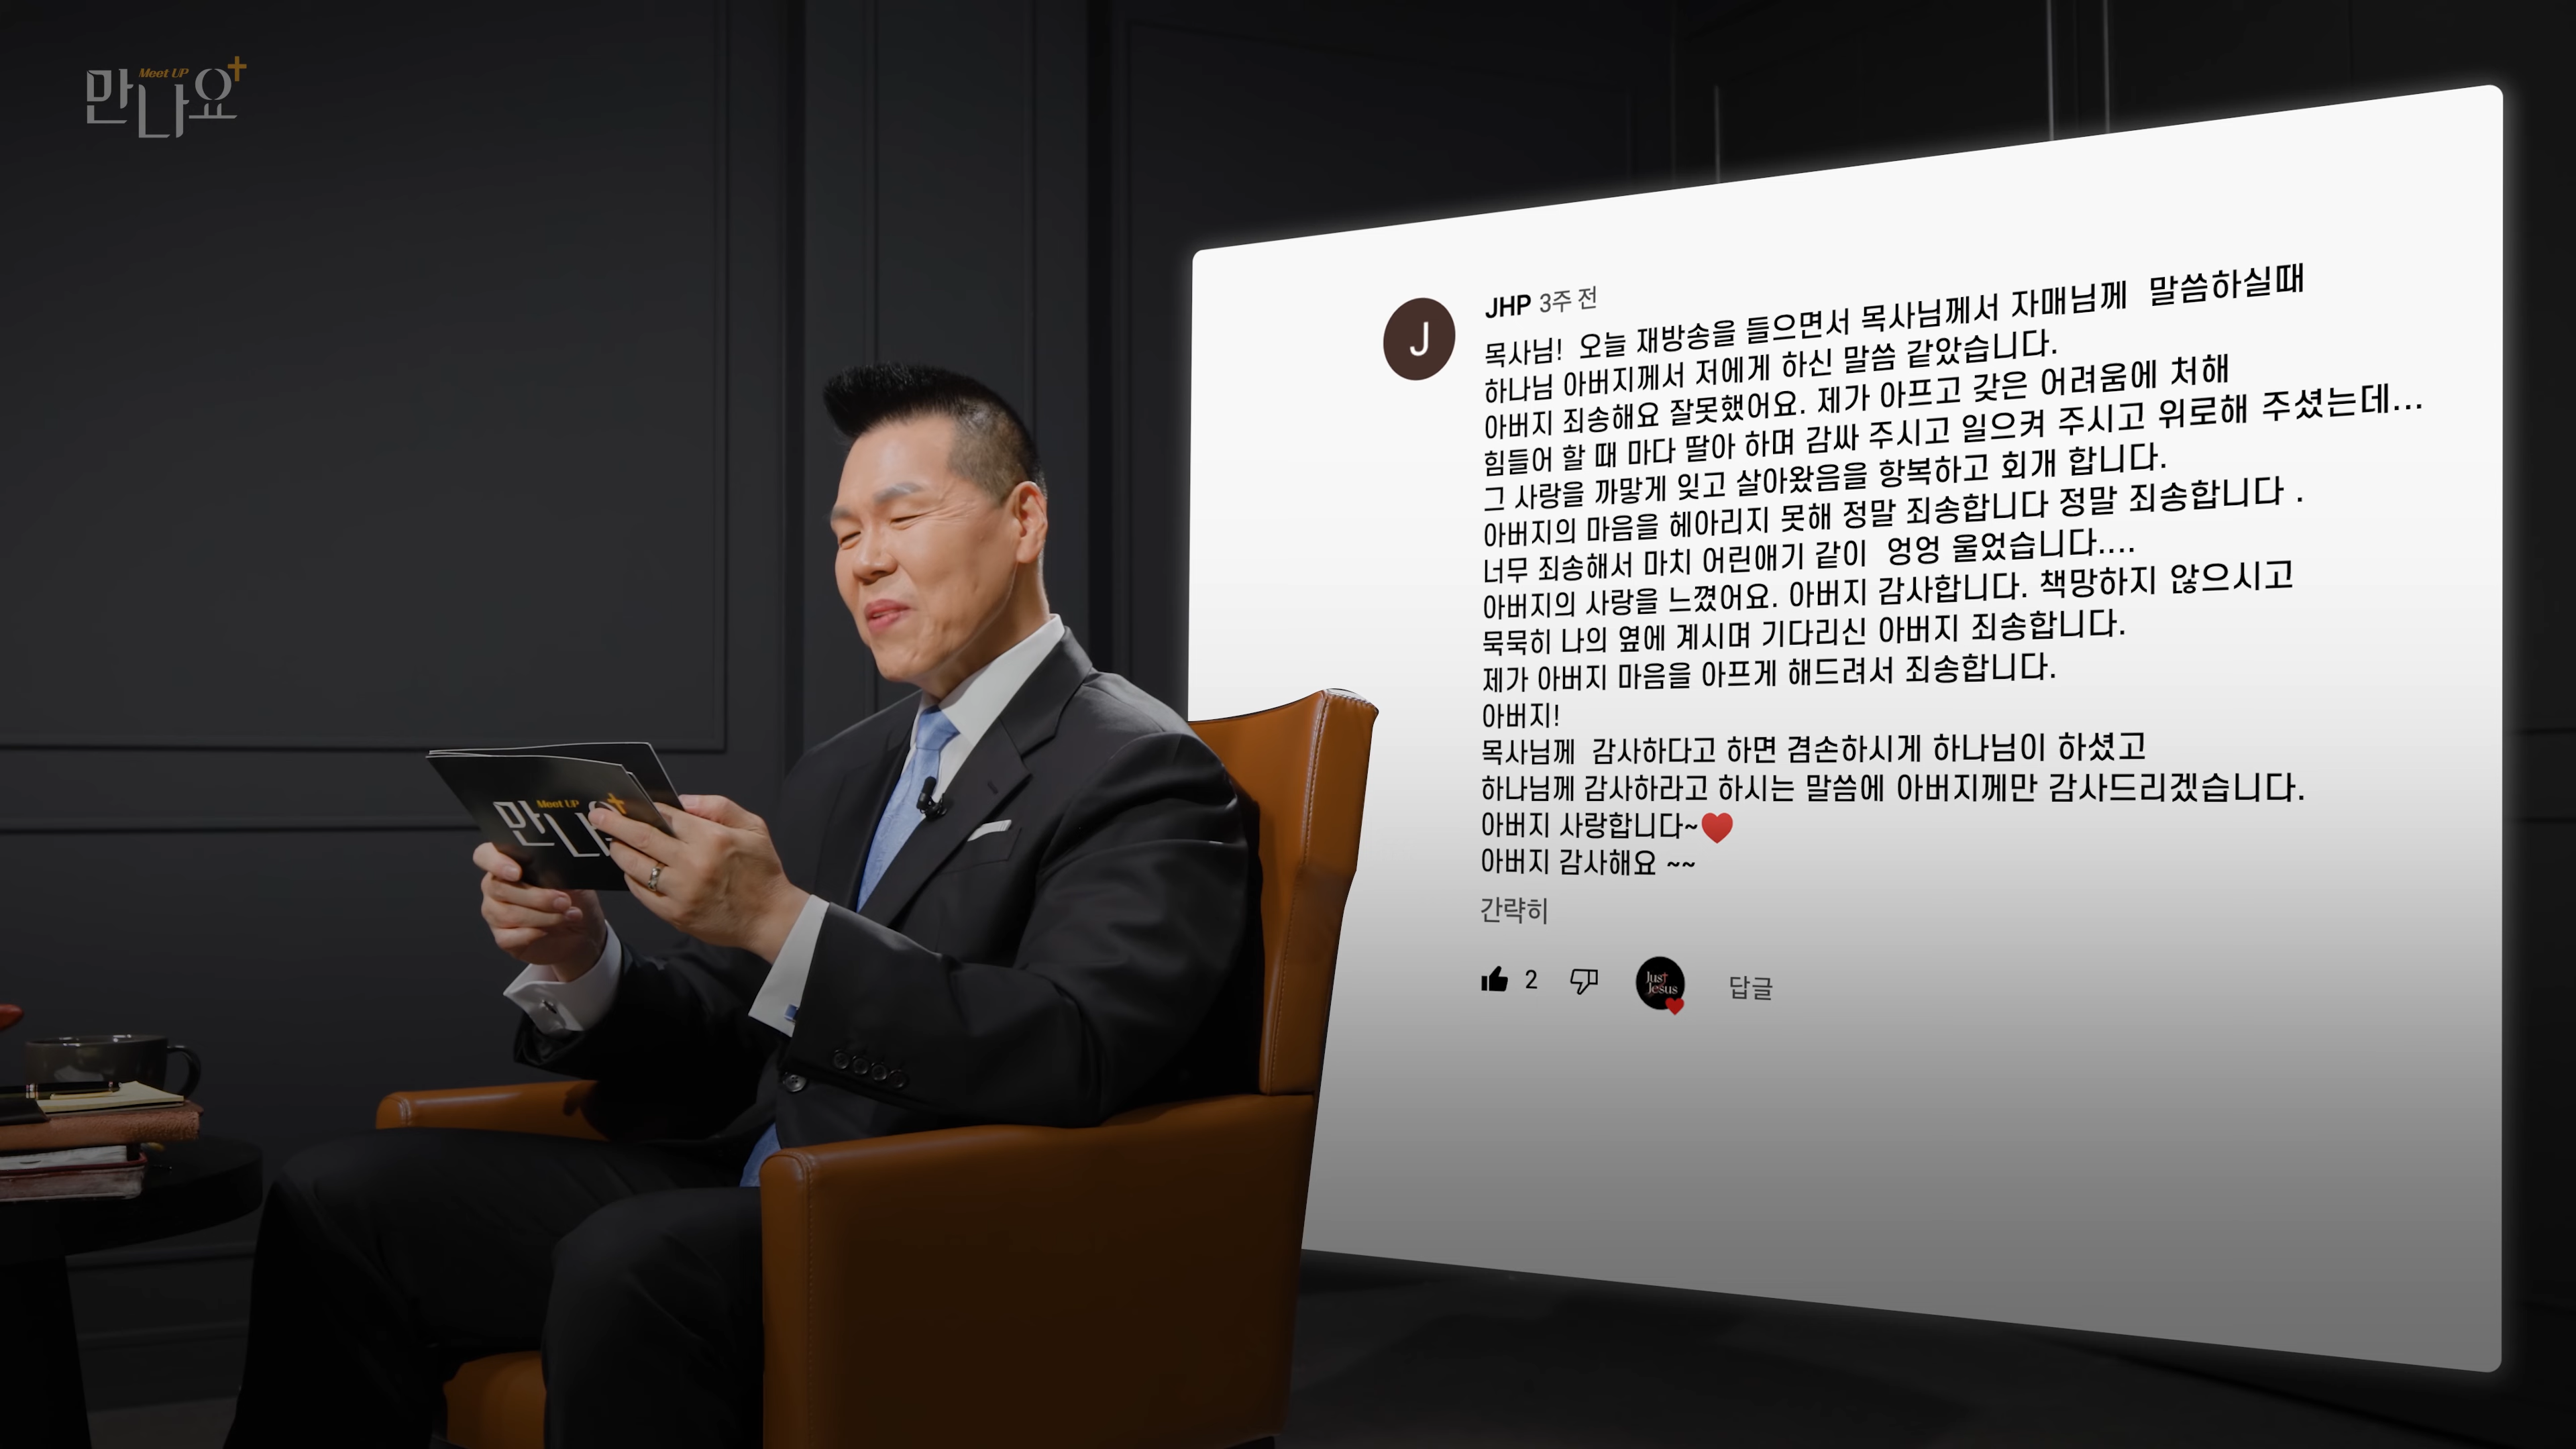 만나요
Meet UP
JHP 3주 전
J
목사님! 오늘 재방송을 들으면서 목사님께서 자매님께 말씀하실때
하나님 아버지께서 저에게 하신 말씀 같았습니다.
아버지 죄송해요 잘못했어요. 제가 아프고 갖은 어려움에 처해
힘들어 할 때 마다 딸아 하며 감싸 주시고 일으켜 주시고 위로해 주셨는데...
그 사랑을 까맣게 잊고 살아왔음을 항복하고 회개 합니다.
아버지의 마음을 헤아리지 못해 정말 죄송합니다 정말 죄송합니다 .
너무 죄송해서 마치 어린애기 같이 엉엉 울었습니다....
아버지의 사랑을 느꼈어요. 아버지 감사합니다. 책망하지 않으시고
묵묵히 나의 옆에 계시며 기다리신 아버지 죄송합니다.
제가 아버지 마음을 아프게 해드려서 죄송합니다.
아버지!
목사님께 감사하다고 하면 겸손하시게 하나님이 하셨고
하나님께 감사하라고 하시는 말씀에 아버지께만 감사드리겠습니다.
아버지 사랑합니다~❤️
아버지 감사해요 ~~
간략히
2
Just
Jesus
답글
Meet UP
만나